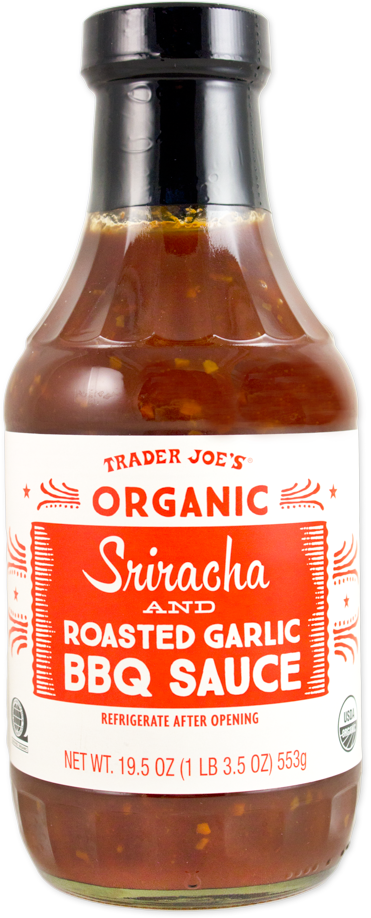 TRADER JOE'S®
ORGANIC
Sriracha
AND
ROASTED GARLIC
BBQ SAUCE
REFRIGERATE AFTER OPENING
USDA
NET WT. 19.5 OZ (1 LB 3.5 OZ) 553g